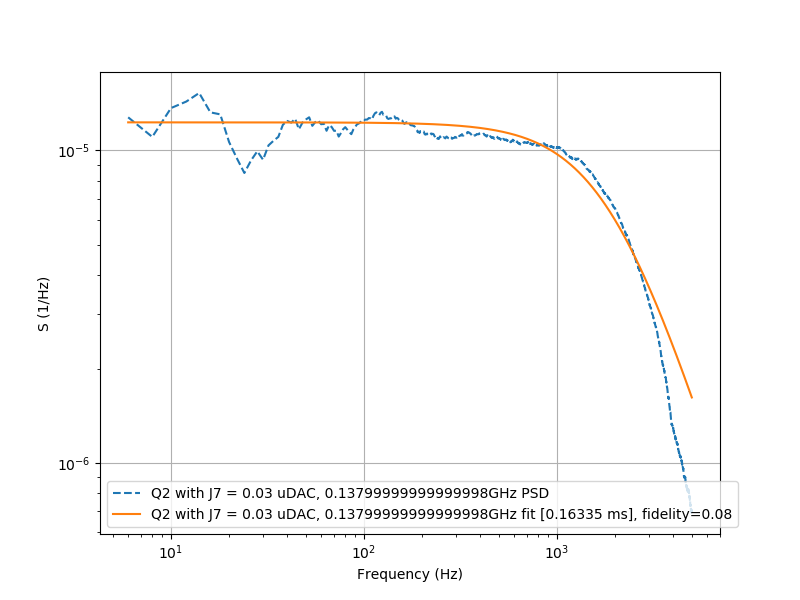 S (1/Hz)
10⁻⁵
10⁻⁶
Q2 with J7 = 0.03 uDAC, 0.13799999999999998GHz PSD
Q2 with J7 = 0.03 uDAC, 0.13799999999999998GHz fit [0.16335 ms], fidelity=0.08
10¹ 10² 10³
Frequency (Hz)